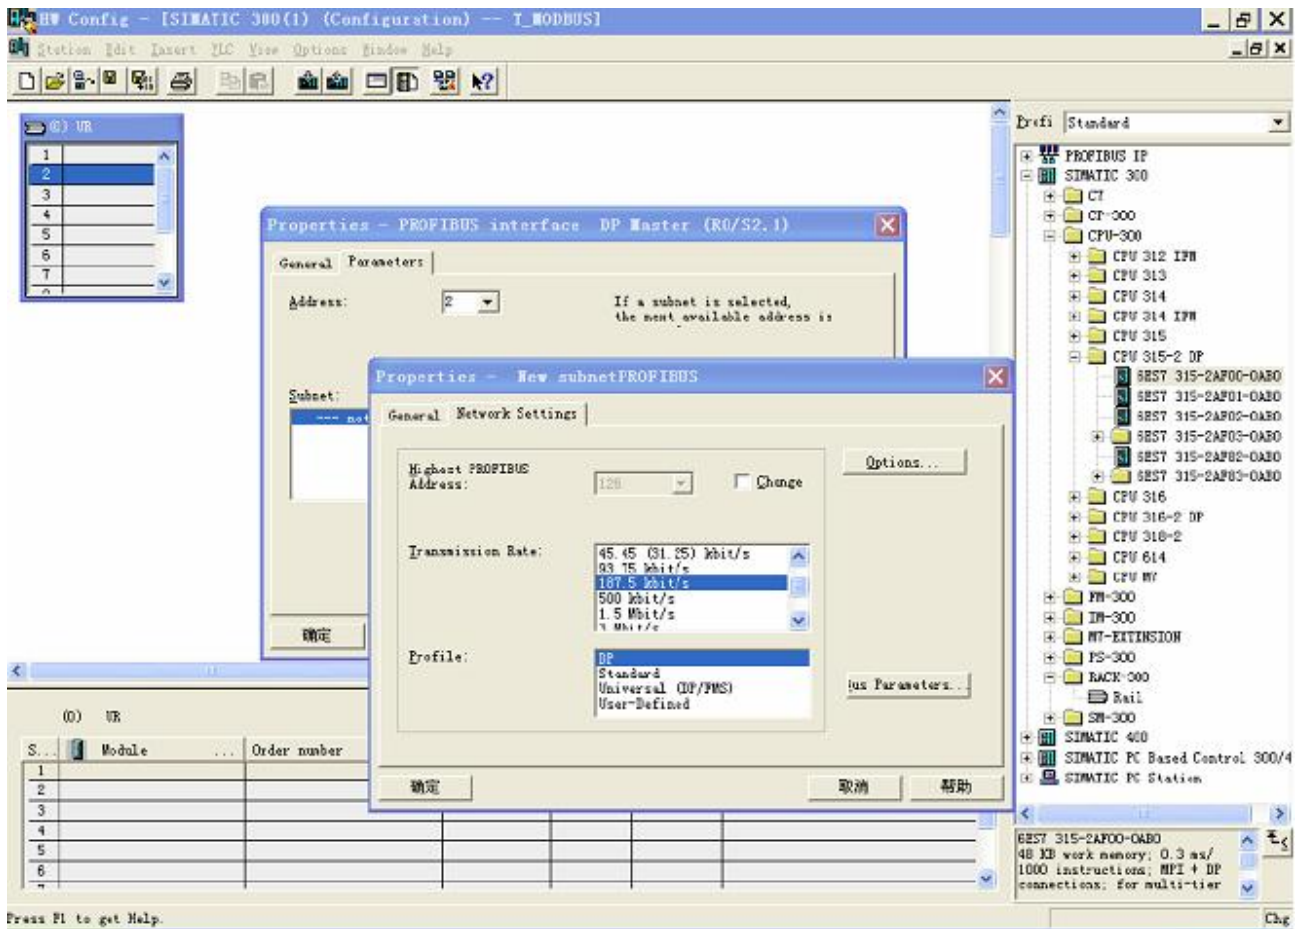 HW Config - [SIMATIC 300(1) (Configuration) -- T_MODBUS]
Station Edit Insert PLC View Options Window Help
Profi Standard
(0) UR
1
2
3
4
5
6
7
PROFIBUS IP
SIMATIC 300
C7
CP-300
CPU-300
CPU 312 IFM
CPU 313
CPU 314
CPU 314 IFM
CPU 315
CPU 315-2 DP
6ES7 315-2AF00-0AB0
6ES7 315-2AF01-0AB0
6ES7 315-2AF02-0AB0
6ES7 315-2AF03-0AB0
6ES7 315-2AF82-0AB0
6ES7 315-2AF83-0AB0
CPU 316
CPU 316-2 DP
CPU 318-2
CPU 614
CPU M7
FM-300
IM-300
M7-EXTENSION
PS-300
RACK-300
Rail
SM-300
SIMATIC 400
SIMATIC PC Based Control 300/4
SIMATIC PC Station
Properties - PROFIBUS interface DP Master (R0/S2.1)
General Parameters
Address: 2
If a subnet is selected,
the next available address is
Subnet:
--- not
确定
Properties - New subnetPROFIBUS
General Network Settings
Highest PROFIBUS
Address: 126 Change
Options...
Transmission Rate:
45.45 (31.25) kbit/s
93.75 kbit/s
187.5 kbit/s
500 kbit/s
1.5 Mbit/s
3 Mbit/s
Profile:
DP
Standard
Universal (DP/FMS)
User-Defined
us Parameters...
确定 取消 帮助
(0) UR
S... Module ... Order number
1
2
3
4
5
6
6ES7 315-2AF00-0AB0
48 KB work memory; 0.3 ms/
1000 instructions; MPI + DP
connections; for multi-tier
Press F1 to get Help.
Chg